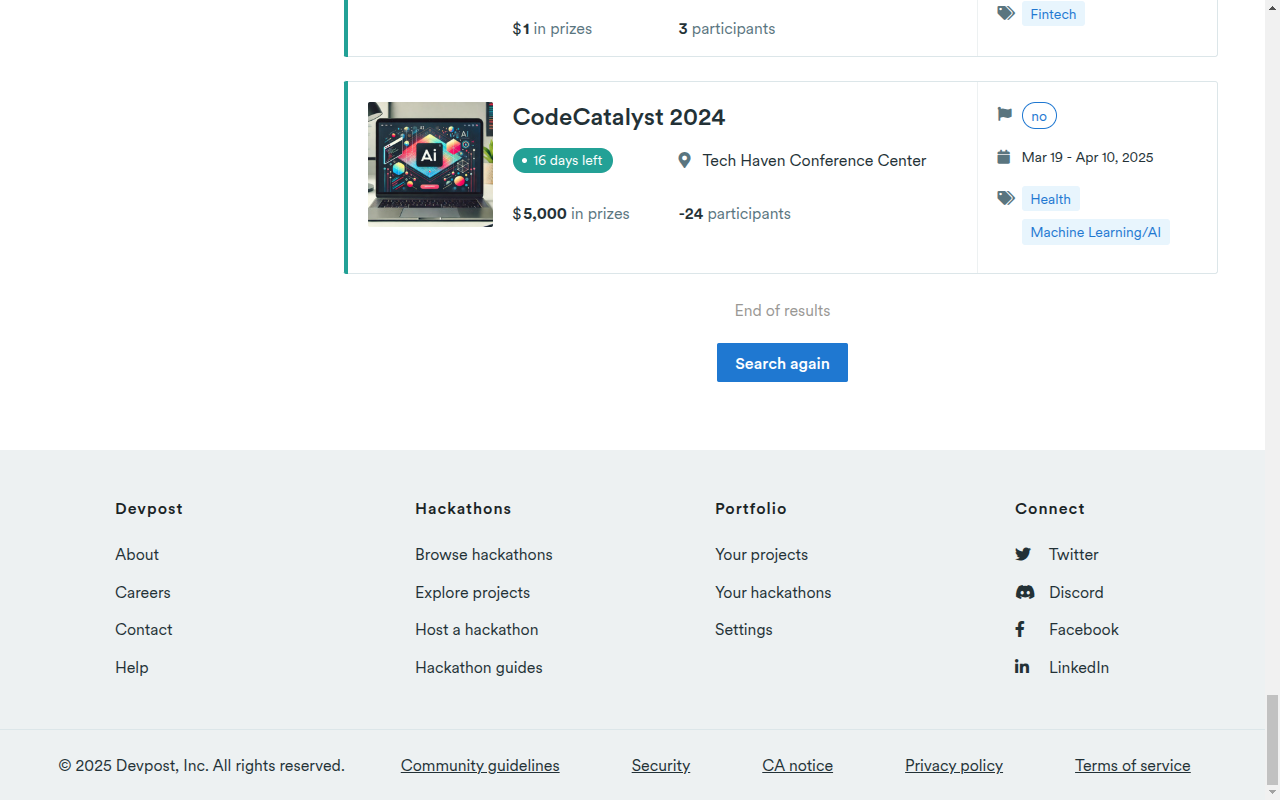 $1 in prizes
3 participants
Fintech
CodeCatalyst 2024
16 days left
Tech Haven Conference Center
$5,000 in prizes
-24 participants
no
Mar 19 - Apr 10, 2025
Health
Machine Learning/AI
Ai
End of results
Search again
Devpost
About
Careers
Contact
Help
Hackathons
Browse hackathons
Explore projects
Host a hackathon
Hackathon guides
Portfolio
Your projects
Your hackathons
Settings
Connect
Twitter
Discord
Facebook
LinkedIn
© 2025 Devpost, Inc. All rights reserved.
Community guidelines
Security
CA notice
Privacy policy
Terms of service